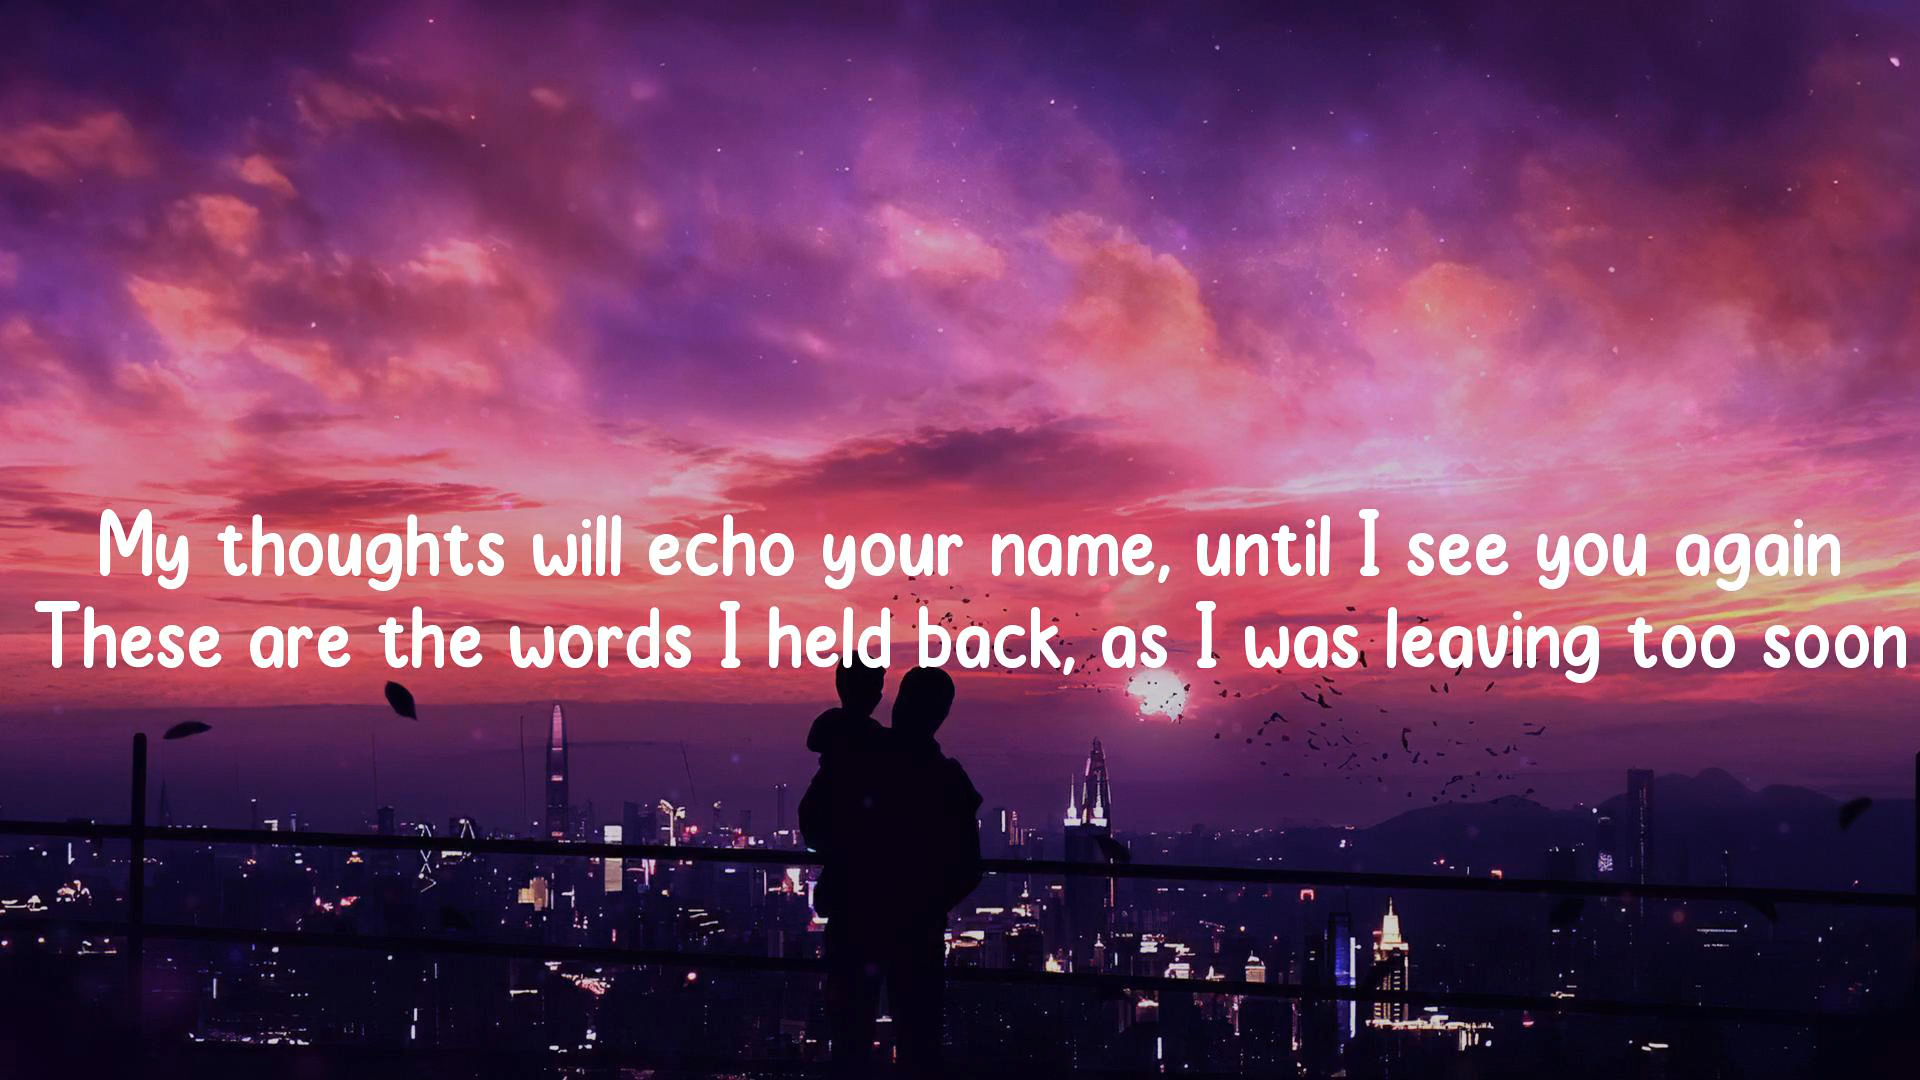 My thoughts will echo your name, until I see you again
These are the words I held back, as I was leaving too soon